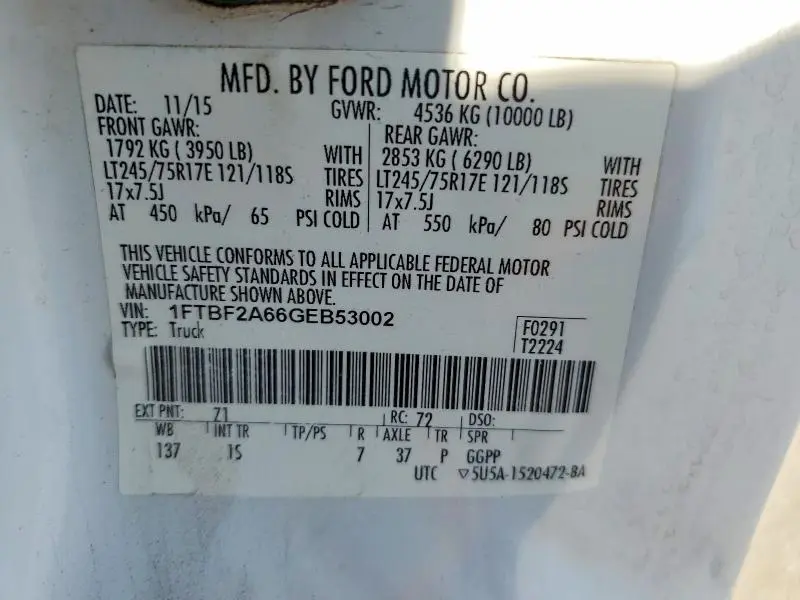 MFD. BY FORD MOTOR CO.
DATE: 11/15 GVWR: 4536 KG (10000 LB)
FRONT GAWR: REAR GAWR:
1792 KG ( 3950 LB) WITH 2853 KG ( 6290 LB) WITH
LT245/75R17E 121/118S TIRES LT245/75R17E 121/118S TIRES
17x7.5J RIMS 17x7.5J RIMS
AT 450 kPa/ 65 PSI COLD AT 550 kPa/ 80 PSI COLD
THIS VEHICLE CONFORMS TO ALL APPLICABLE FEDERAL MOTOR
VEHICLE SAFETY STANDARDS IN EFFECT ON THE DATE OF
MANUFACTURE SHOWN ABOVE.
VIN: 1FTBF2A66GEB53002
TYPE: Truck
F0291
T2224
EXT PNT: Z1 RC: 72 DSO:
WB INT TR TP/PS R AXLE TR SPR
137 IS 7 37 P GGPP
UTC ▽5U5A-1520472-BA